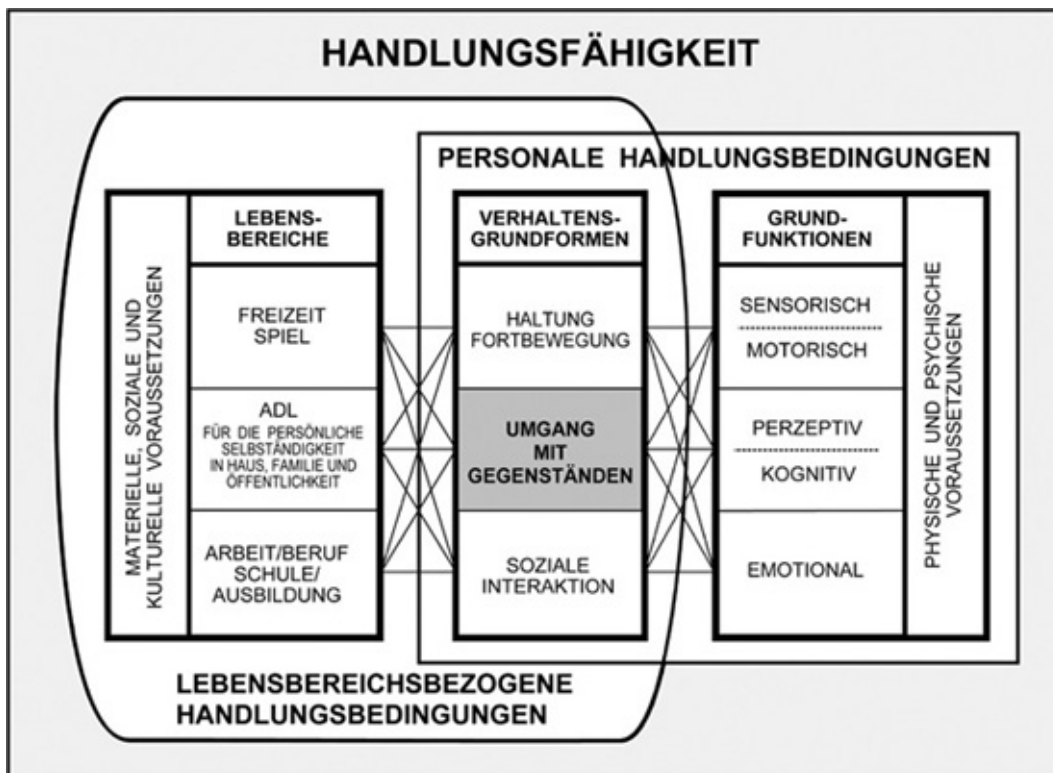 HANDLUNGSFÄHIGKEIT
PERSONALE HANDLUNGSBEDINGUNGEN
MATERIELLE, SOZIALE UND
KULTURELLE VORAUSSETZUNGEN
LEBENS-
BEREICHE
FREIZEIT
SPIEL
ADL
FÜR DIE PERSÖNLICHE
SELBSTÄNDIGKEIT
IN HAUS, FAMILIE UND
ÖFFENTLICHKEIT
ARBEIT/BERUF
SCHULE/
AUSBILDUNG
VERHALTENS-
GRUNDFORMEN
HALTUNG
FORTBEWEGUNG
UMGANG
MIT
GEGENSTÄNDEN
SOZIALE
INTERAKTION
GRUND-
FUNKTIONEN
SENSORISCH
MOTORISCH
PERZEPTIV
KOGNITIV
EMOTIONAL
PHYSISCHE UND PSYCHISCHE
VORAUSSETZUNGEN
LEBENSBEREICHSBEZOGENE
HANDLUNGSBEDINGUNGEN